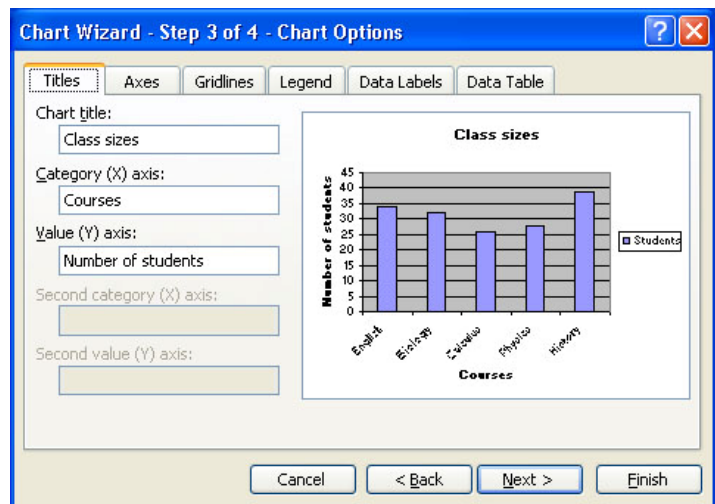 Chart Wizard - Step 3 of 4 - Chart Options
Titles Axes Gridlines Legend Data Labels Data Table
Chart title:
Class sizes
Category (X) axis:
Courses
Value (Y) axis:
Number of students
Second category (X) axis:
Second value (Y) axis:
Class sizes
Number of students
45
40
35
30
25
20
15
10
5
0
English Biology Calculus Physics History
Courses
Students
Cancel < Back Next > Finish